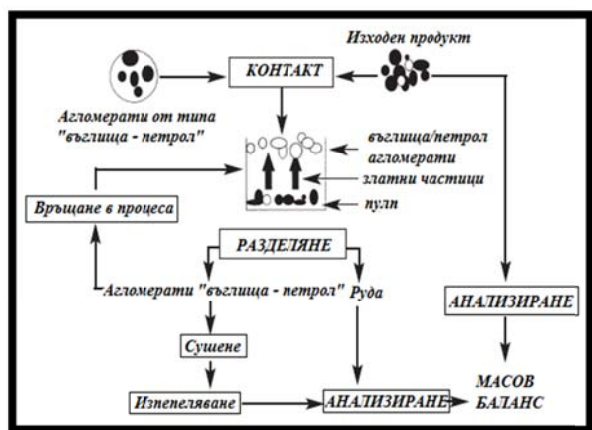 Изходен продукт
КОНТАКТ
Агломерати от типа
"въглища - петрол"
въглища/петрол
агломерати
златни частици
пулп
Връщане в процеса
РАЗДЕЛЯНЕ
Агломерати "въглища - петрол"
Руда
АНАЛИЗИРАНЕ
Сушене
Изпепеляване
АНАЛИЗИРАНЕ
МАСОВ
БАЛАНС